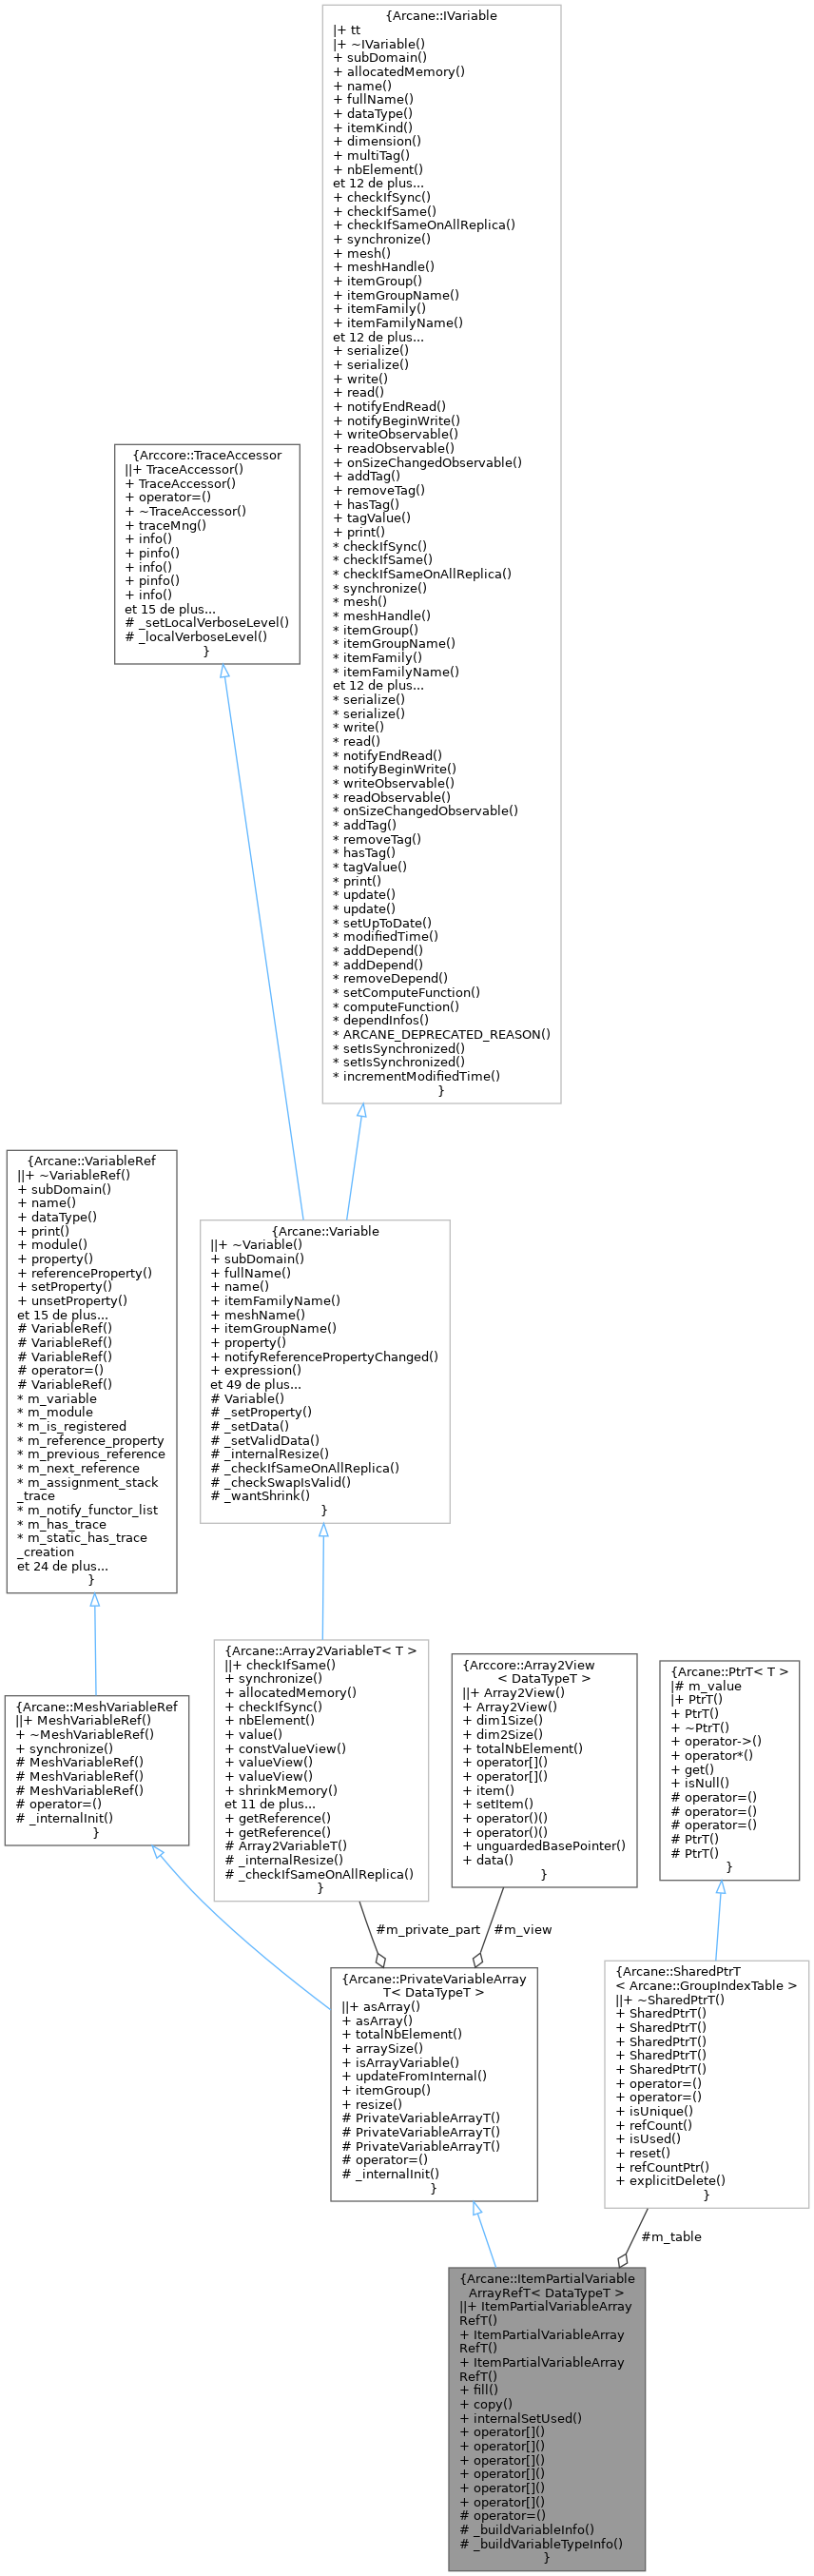 {Arcane::IVariable
|+ tt
|+ ~IVariable()
+ subDomain()
+ allocatedMemory()
+ name()
+ fullName()
+ dataType()
+ itemKind()
+ dimension()
+ multiTag()
+ nbElement()
et 12 de plus...
+ checkIfSync()
+ checkIfSame()
+ checkIfSameOnAllReplica()
+ synchronize()
+ mesh()
+ meshHandle()
+ itemGroup()
+ itemGroupName()
+ itemFamily()
+ itemFamilyName()
et 12 de plus...
+ serialize()
+ serialize()
+ write()
+ read()
+ notifyEndRead()
+ notifyBeginWrite()
+ writeObservable()
+ readObservable()
+ onSizeChangedObservable()
+ addTag()
+ removeTag()
+ hasTag()
+ tagValue()
+ print()
* checkIfSync()
* checkIfSame()
* checkIfSameOnAllReplica()
* synchronize()
* mesh()
* meshHandle()
* itemGroup()
* itemGroupName()
* itemFamily()
* itemFamilyName()
et 12 de plus...
* serialize()
* serialize()
* write()
* read()
* notifyEndRead()
* notifyBeginWrite()
* writeObservable()
* readObservable()
* onSizeChangedObservable()
* addTag()
* removeTag()
* hasTag()
* tagValue()
* print()
* update()
* update()
* setUpToDate()
* modifiedTime()
* addDepend()
* addDepend()
* removeDepend()
* setComputeFunction()
* computeFunction()
* dependInfos()
* ARCANE_DEPRECATED_REASON()
* setIsSynchronized()
* setIsSynchronized()
* incrementModifiedTime()
}
{Arccore::TraceAccessor
||+ TraceAccessor()
+ TraceAccessor()
+ operator=()
+ ~TraceAccessor()
+ traceMng()
+ info()
+ pinfo()
+ info()
+ pinfo()
+ info()
et 15 de plus...
# _setLocalVerboseLevel()
# _localVerboseLevel()
}
{Arcane::VariableRef
||+ ~VariableRef()
+ subDomain()
+ name()
+ dataType()
+ print()
+ module()
+ property()
+ referenceProperty()
+ setProperty()
+ unsetProperty()
et 15 de plus...
# VariableRef()
# VariableRef()
# VariableRef()
# operator=()
# VariableRef()
* m_variable
* m_module
* m_is_registered
* m_reference_property
* m_previous_reference
* m_next_reference
* m_assignment_stack
_trace
* m_notify_functor_list
* m_has_trace
* m_static_has_trace
_creation
et 24 de plus...
}
{Arcane::Variable
||+ ~Variable()
+ subDomain()
+ fullName()
+ name()
+ itemFamilyName()
+ meshName()
+ itemGroupName()
+ property()
+ notifyReferencePropertyChanged()
+ expression()
et 49 de plus...
# Variable()
# _setProperty()
# _setData()
# _setValidData()
# _internalResize()
# _checkIfSameOnAllReplica()
# _checkSwapIsValid()
# _wantShrink()
}
{Arcane::MeshVariableRef
||+ MeshVariableRef()
+ ~MeshVariableRef()
+ synchronize()
# MeshVariableRef()
# MeshVariableRef()
# MeshVariableRef()
# operator=()
# _internalInit()
}
{Arcane::Array2VariableT< T >
||+ checkIfSame()
+ synchronize()
+ allocatedMemory()
+ checkIfSync()
+ nbElement()
+ value()
+ constValueView()
+ valueView()
+ valueView()
+ shrinkMemory()
et 11 de plus...
+ getReference()
+ getReference()
# Array2VariableT()
# _internalResize()
# _checkIfSameOnAllReplica()
}
{Arccore::Array2View
< DataTypeT >
||+ Array2View()
+ Array2View()
+ dim1Size()
+ dim2Size()
+ totalNbElement()
+ operator[]()
+ operator[]()
+ item()
+ setItem()
+ operator()()
+ operator()()
+ unguardedBasePointer()
+ data()
}
{Arcane::PtrT< T >
|# m_value
|+ PtrT()
+ PtrT()
+ ~PtrT()
+ operator->()
+ operator*()
+ get()
+ isNull()
# operator=()
# operator=()
# operator=()
# PtrT()
# PtrT()
}
#m_private_part
#m_view
{Arcane::PrivateVariableArray
T< DataTypeT >
||+ asArray()
+ asArray()
+ totalNbElement()
+ arraySize()
+ isArrayVariable()
+ updateFromInternal()
+ itemGroup()
+ resize()
# PrivateVariableArrayT()
# PrivateVariableArrayT()
# PrivateVariableArrayT()
# operator=()
# _internalInit()
}
{Arcane::SharedPtrT
< Arcane::GroupIndexTable >
||+ ~SharedPtrT()
+ SharedPtrT()
+ SharedPtrT()
+ SharedPtrT()
+ SharedPtrT()
+ SharedPtrT()
+ operator=()
+ operator=()
+ isUnique()
+ refCount()
+ isUsed()
+ reset()
+ refCountPtr()
+ explicitDelete()
}
#m_table
{Arcane::ItemPartialVariable
ArrayRefT< DataTypeT >
||+ ItemPartialVariableArray
RefT()
+ ItemPartialVariableArray
RefT()
+ ItemPartialVariableArray
RefT()
+ fill()
+ copy()
+ internalSetUsed()
+ operator[]()
+ operator[]()
+ operator[]()
+ operator[]()
+ operator[]()
+ operator[]()
# operator=()
# _buildVariableInfo()
# _buildVariableTypeInfo()
}